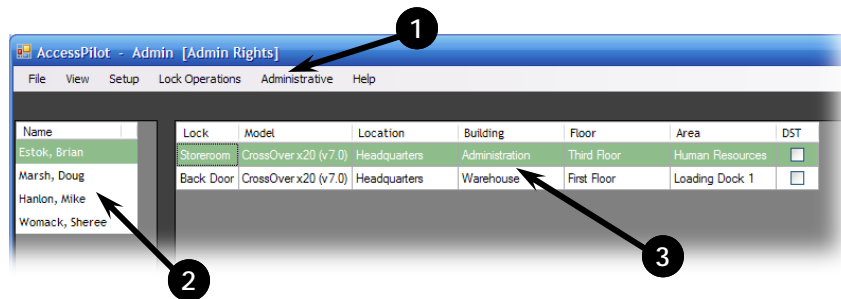 1
AccessPilot - Admin [Admin Rights]
File View Setup Lock Operations Administrative Help
Name Lock Model Location Building Floor Area DST
Estok, Brian Storeroom CrossOver x20 (v7.0) Headquarters Administration Third Floor Human Resources
Marsh, Doug Back Door CrossOver x20 (v7.0) Headquarters Warehouse First Floor Loading Dock 1
Hanlon, Mike
Womack, Sheree
3
2